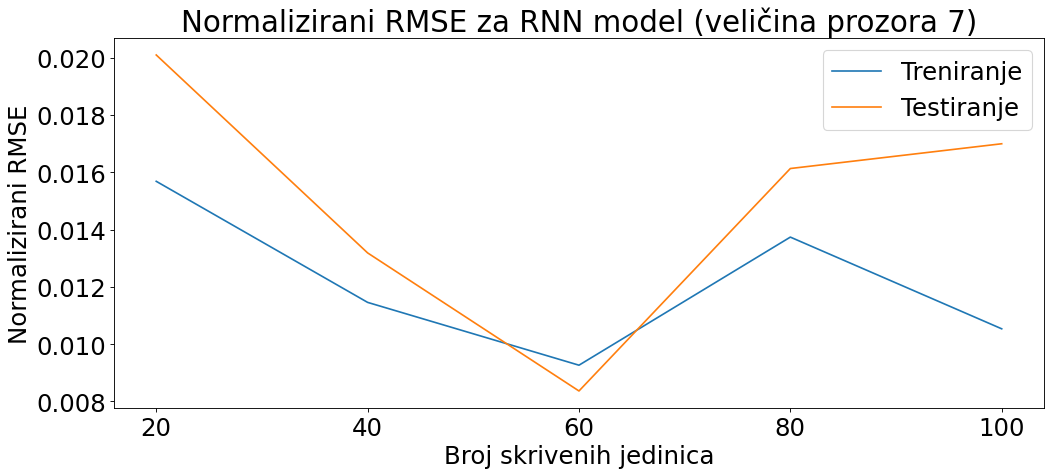 Normalizirani RMSE za RNN model (veličina prozora 7)
Treniranje
Testiranje
Normalizirani RMSE
0.020
0.018
0.016
0.014
0.012
0.010
0.008
20 40 60 80 100
Broj skrivenih jedinica